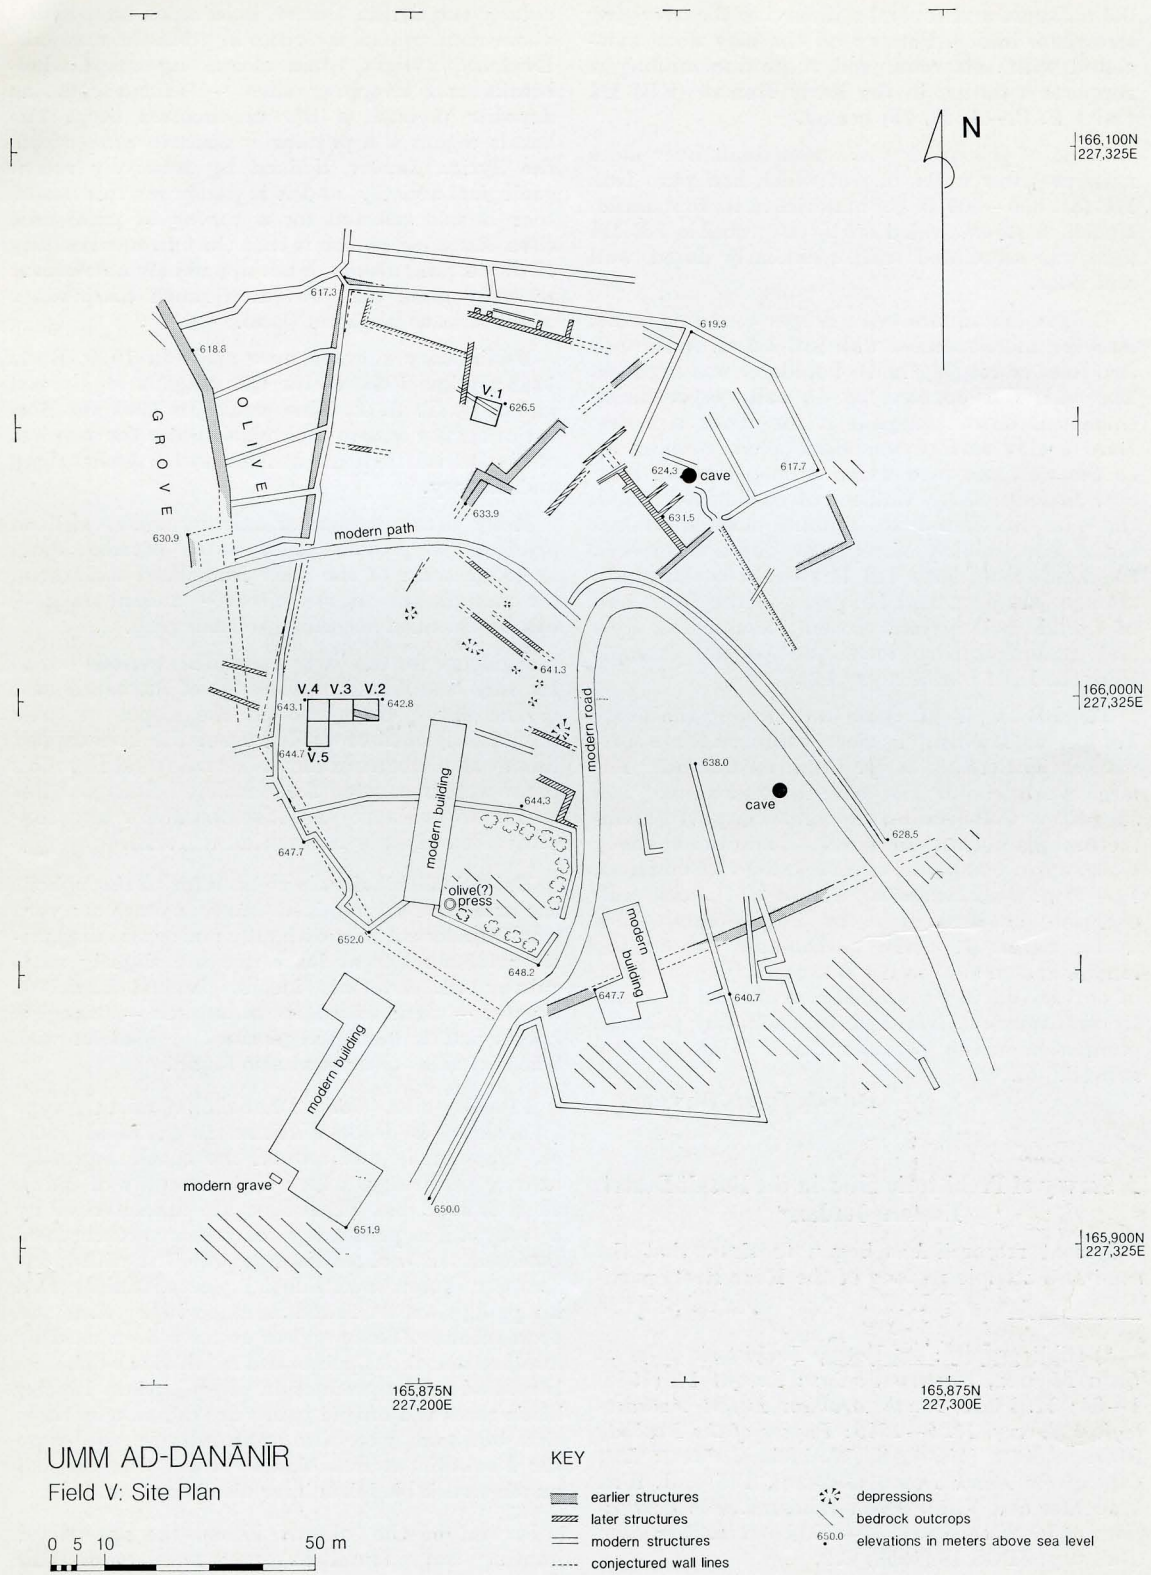 N
166,100N
227,325E
617.3
619.9
618.8
V.1
626.5
GROVE
OLIVE
624.3
cave
617.7
633.9
631.5
630.9
modern path
641.3
V.4 V.3 V.2
643.1
642.8
166,000N
227,325E
modern road
644.7
V.5
638.0
cave
modern building
644.3
628.5
647.7
olive(?)
press
652.0
648.2
modern
building
647.7
640.7
modern building
modern grave
650.0
651.9
165,900N
227,325E
165,875N
227,200E
165,875N
227,300E
UMM AD-DANĀNĪR
Field V: Site Plan
0 5 10 50 m
KEY
earlier structures
later structures
modern structures
conjectured wall lines
depressions
bedrock outcrops
650.0 elevations in meters above sea level